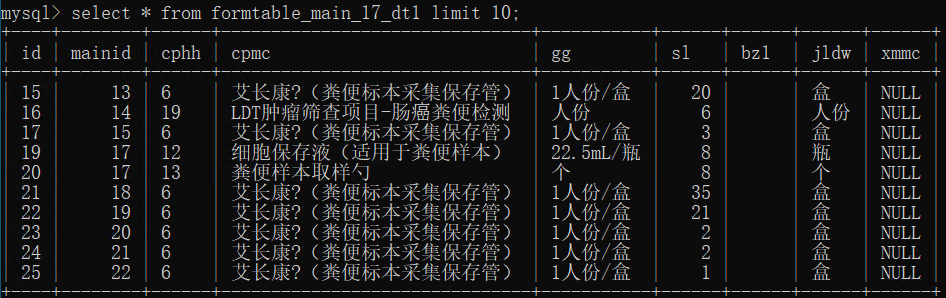 mysql> select * from formtable_main_17_dt1 limit 10;
+----+--------+------+------------------------------+-----------+------+------+------+------+
| id | mainid | cphh | cpmc | gg | sl | bz1 | jldw | xmmc |
| 15 | 13 | 6 | 艾长康?（粪便标本采集保存管） | 1人份/盒 | 20 | | 盒 | NULL |
| 16 | 14 | 19 | LDT肿瘤筛查项目-肠癌粪便检测 | 人份 | 6 | | 人份 | NULL |
| 17 | 15 | 6 | 艾长康?（粪便标本采集保存管） | 1人份/盒 | 3 | | 盒 | NULL |
| 19 | 17 | 12 | 细胞保存液（适用于粪便样本） | 22.5mL/瓶 | 8 | | 瓶 | NULL |
| 20 | 17 | 13 | 粪便样本取样勺 | 个 | 8 | | 个 | NULL |
| 21 | 18 | 6 | 艾长康?（粪便标本采集保存管） | 1人份/盒 | 35 | | 盒 | NULL |
| 22 | 19 | 6 | 艾长康?（粪便标本采集保存管） | 1人份/盒 | 21 | | 盒 | NULL |
| 23 | 20 | 6 | 艾长康?（粪便标本采集保存管） | 1人份/盒 | 2 | | 盒 | NULL |
| 24 | 21 | 6 | 艾长康?（粪便标本采集保存管） | 1人份/盒 | 2 | | 盒 | NULL |
| 25 | 22 | 6 | 艾长康?（粪便标本采集保存管） | 1人份/盒 | 1 | | 盒 | NULL |